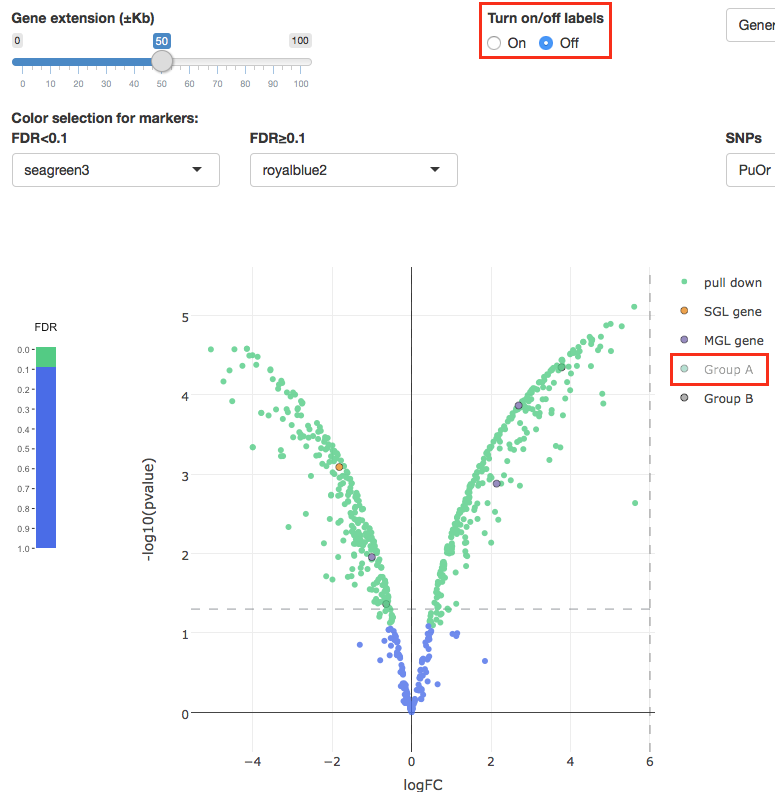 Gene extension (±Kb)
0 50 100
0 10 20 30 40 50 60 70 80 90 100
Turn on/off labels
On Off
Gener
Color selection for markers:
FDR<0.1
seagreen3
FDR≥0.1
royalblue2
SNPs
PuOr
FDR
0.0
0.1
0.2
0.3
0.4
0.5
0.6
0.7
0.8
0.9
1.0
-log10(pvalue)
5
4
3
2
1
0
−4 −2 0 2 4 6
logFC
pull down
SGL gene
MGL gene
Group A
Group B